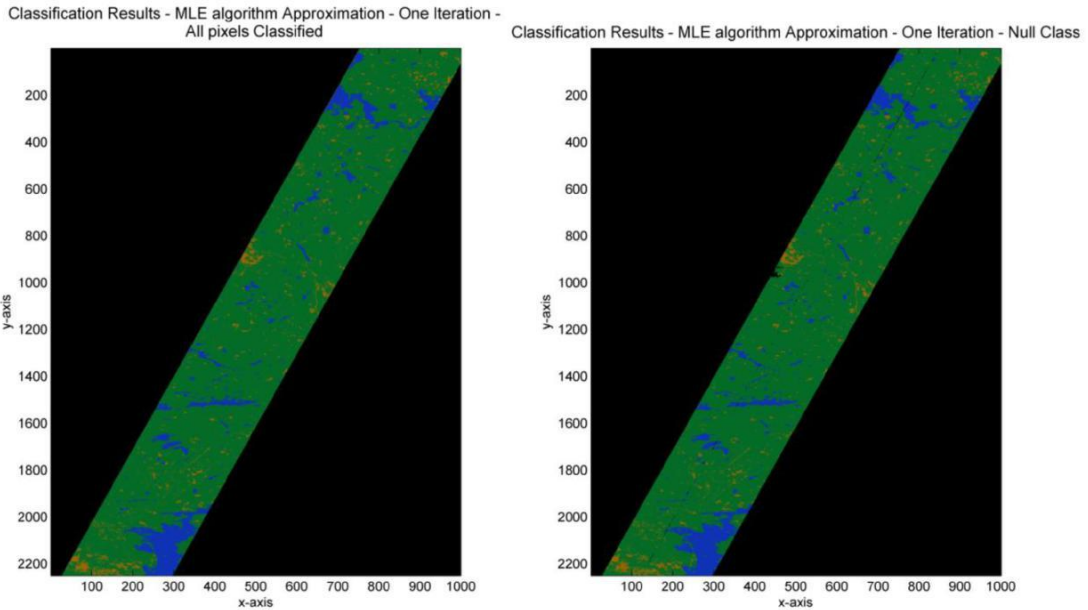 Classification Results - MLE algorithm Approximation - One Iteration -
All pixels Classified
200
400
600
800
1000
1200
1400
1600
1800
2000
2200
y-axis
100 200 300 400 500 600 700 800 900 1000
x-axis
Classification Results - MLE algorithm Approximation - One Iteration - Null Class
200
400
600
800
1000
1200
1400
1600
1800
2000
2200
y-axis
100 200 300 400 500 600 700 800 900 1000
x-axis